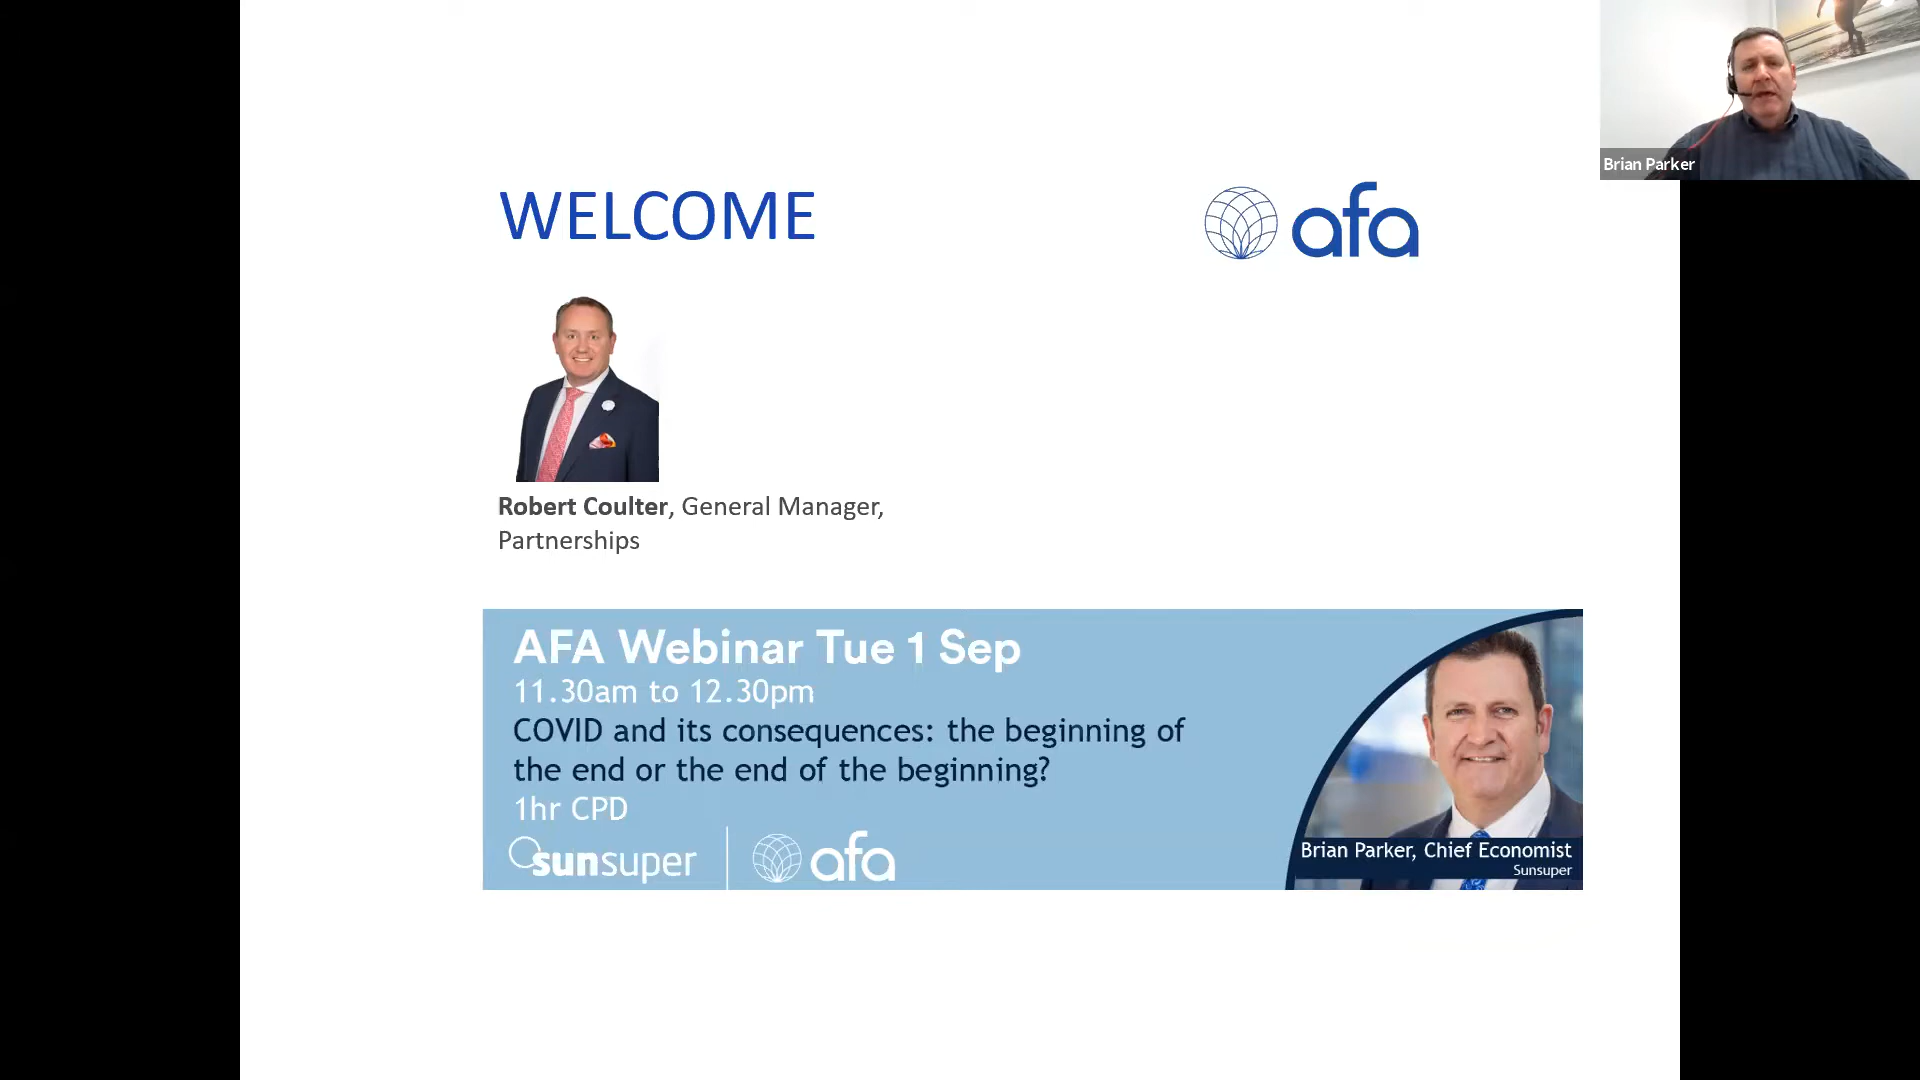 Brian Parker
WELCOME
afa
Robert Coulter, General Manager,
Partnerships
AFA Webinar Tue 1 Sep
11.30am to 12.30pm
COVID and its consequences: the beginning of
the end or the end of the beginning?
1hr CPD
sunsuper
afa
Brian Parker, Chief Economist
Sunsuper